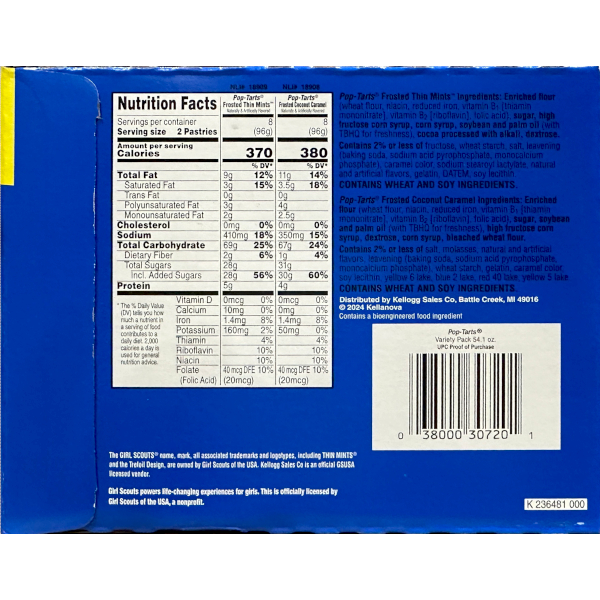 NLI# 18908 NLI# 18908
Nutrition Facts
Pop-Tarts® Frosted Thin Mints™ Naturally & Artificially Flavored
Pop-Tarts® Frosted Coconut Caramel Naturally & Artificially Flavored
Servings per container 8 8
Serving size 2 Pastries (96g) (96g)
Amount per serving
Calories 370 380
% DV* % DV*
Total Fat 9g 12% 11g 14%
Saturated Fat 3g 15% 3.5g 18%
Trans Fat 0g 0g
Polyunsaturated Fat 3g 4g
Monounsaturated Fat 2g 2.5g
Cholesterol 0mg 0% 0mg 0%
Sodium 410mg 18% 350mg 15%
Total Carbohydrate 69g 25% 67g 24%
Dietary Fiber 2g 6% 1g 4%
Total Sugars 28g 31g
Incl. Added Sugars 28g 56% 30g 60%
Protein 5g 4g
Vitamin D 0mcg 0% 0mcg 0%
Calcium 10mg 0% 0mg 0%
Iron 1.4mg 8% 1.4mg 8%
Potassium 160mg 2% 50mg 0%
Thiamin 4% 4%
Riboflavin 10% 10%
Niacin 10% 10%
Folate 40 mcg DFE 10% 40 mcg DFE 10%
(Folic Acid) (20mcg) (20mcg)
* The % Daily Value
(DV) tells you how
much a nutrient in
a serving of food
contributes to a
daily diet. 2,000
calories a day is
used for general
nutrition advice.
Pop-Tarts® Frosted Thin Mints™ Ingredients: Enriched flour
(wheat flour, niacin, reduced iron, vitamin B₁ [thiamin
mononitrate], vitamin B₂ [riboflavin], folic acid), sugar, high
fructose corn syrup, corn syrup, soybean and palm oil (with
TBHQ for freshness), cocoa processed with alkali, dextrose.
Contains 2% or less of fructose, wheat starch, salt, leavening
(baking soda, sodium acid pyrophosphate, monocalcium
phosphate), caramel color, sodium stearoyl lactylate, natural
and artificial flavors, gelatin, DATEM, soy lecithin.
CONTAINS WHEAT AND SOY INGREDIENTS.
Pop-Tarts® Frosted Coconut Caramel Ingredients: Enriched
flour (wheat flour, niacin, reduced iron, vitamin B₁ [thiamin
mononitrate], vitamin B₂ [riboflavin], folic acid), sugar, soybean
and palm oil (with TBHQ for freshness), high fructose corn
syrup, dextrose, corn syrup, bleached wheat flour.
Contains 2% or less of salt, molasses, natural and artificial
flavors, leavening (baking soda, sodium acid pyrophosphate,
monocalcium phosphate), wheat starch, gelatin, caramel color,
soy lecithin, yellow 6 lake, blue 2 lake, red 40 lake, yellow 5 lake.
CONTAINS WHEAT AND SOY INGREDIENTS.
Distributed by Kellogg Sales Co, Battle Creek, MI 49016
© 2024 Kellanova
Contains a bioengineered food ingredient
Pop-Tarts®
Variety Pack 54.1 oz.
UPC Proof of Purchase
0 38000 30720 1
The GIRL SCOUTS® name, mark, all associated trademarks and logotypes, including THIN MINTS®
and the Trefoil Design, are owned by Girl Scouts of the USA. Kellogg Sales Co is an official GSUSA
licensed vendor.
Girl Scouts powers life-changing experiences for girls. This is officially licensed by
Girl Scouts of the USA, a nonprofit.
K 236481 000